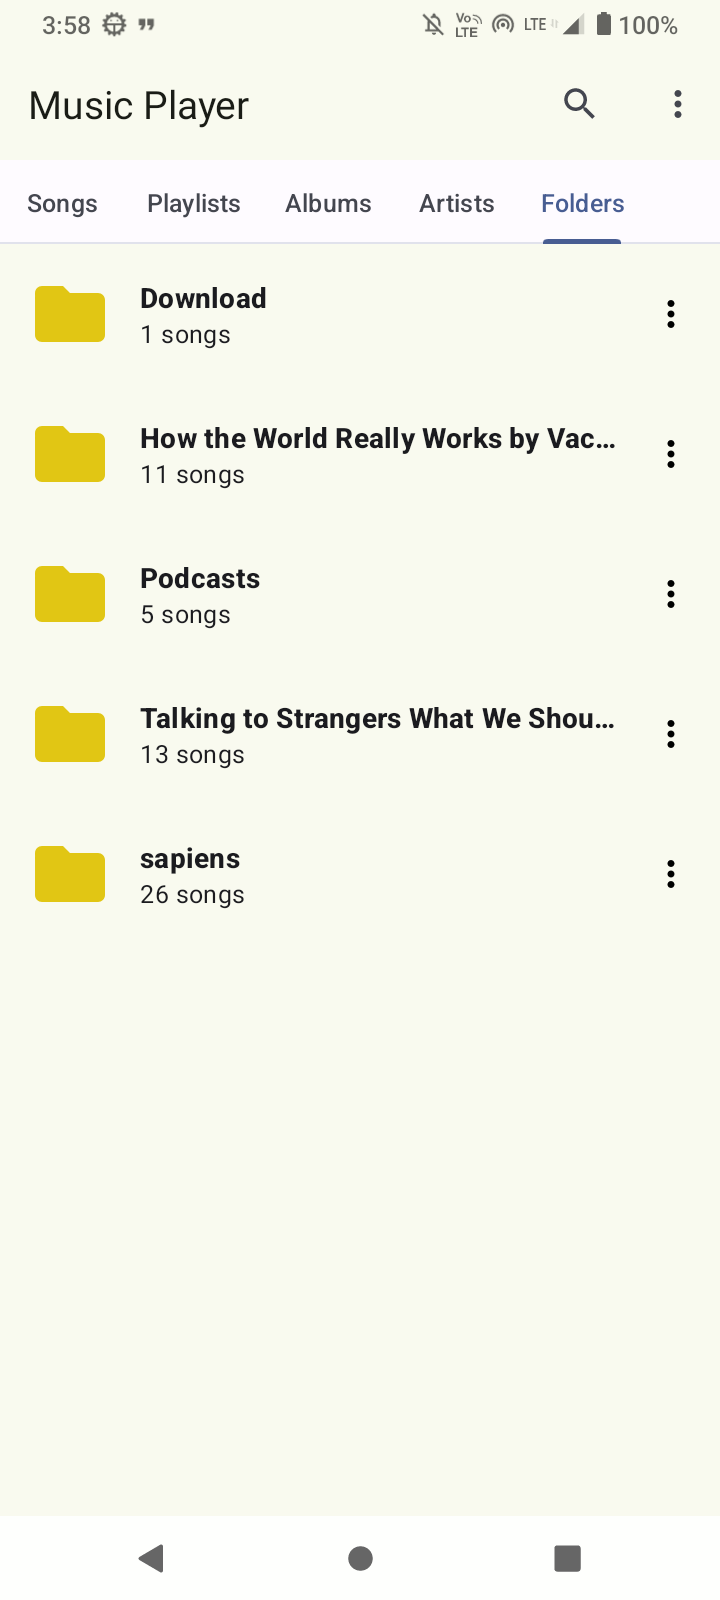 3:58
Vo LTE LTE 100%
Music Player
Songs Playlists Albums Artists Folders
Download
1 songs
How the World Really Works by Vac...
11 songs
Podcasts
5 songs
Talking to Strangers What We Shou...
13 songs
sapiens
26 songs